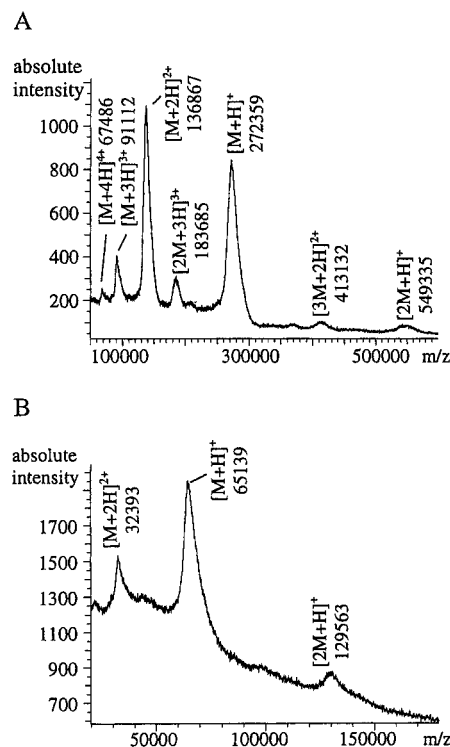 A
absolute
intensity
1000
800
600
400
200
[M+4H]⁴⁺ 67486
[M+3H]³⁺ 91112
[M+2H]²⁺
136867
[2M+3H]³⁺
183685
[M+H]⁺
272359
[3M+2H]²⁺
413132
[2M+H]⁺
549335
100000 300000 500000 m/z
B
absolute
intensity
1700
1500
1300
1100
900
700
[M+2H]²⁺
32393
[M+H]⁺
65139
[2M+H]⁺
129563
50000 100000 150000 m/z